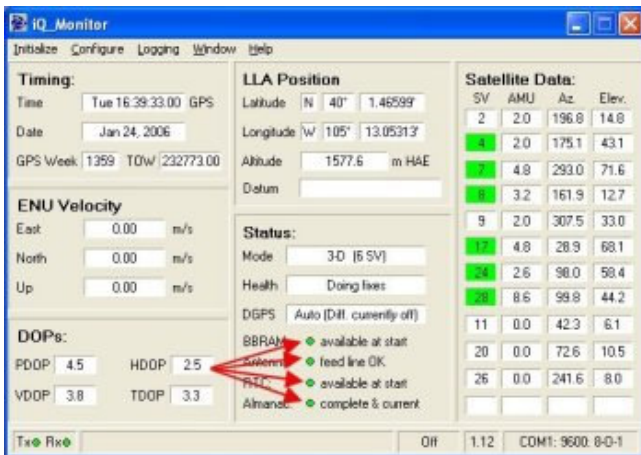 iQ_Monitor
Initialize Configure Logging Window Help
Timing:
Time Tue 16:39:33.00 GPS
Date Jan 24, 2006
GPS Week 1359 TOW 232773.00
ENU Velocity
East 0.00 m/s
North 0.00 m/s
Up 0.00 m/s
DOPs:
PDOP 4.5 HDOP 2.5
VDOP 3.8 TDOP 3.3
LLA Position
Latitude N 40° 1.46599'
Longitude W 105° 13.05313'
Altitude 1577.6 m HAE
Datum
Status:
Mode 3-D (6 SV)
Health Doing fixes
DGPS Auto (Diff. currently off)
BBRAM: available at start
Antenna: feed line OK
RTC: available at start
Almanac: complete & current
Satellite Data:
SV AMU Az. Elev.
2 2.0 196.8 14.8
4 2.0 175.1 43.1
7 4.8 293.0 71.6
8 3.2 161.9 12.7
9 2.0 307.5 33.0
17 4.8 28.9 68.1
24 2.6 98.0 58.4
28 8.6 99.8 44.2
11 0.0 42.3 6.1
20 0.0 72.6 10.5
26 0.0 241.6 8.0
Tx Rx Off 1.12 COM1: 9600: 8-0-1